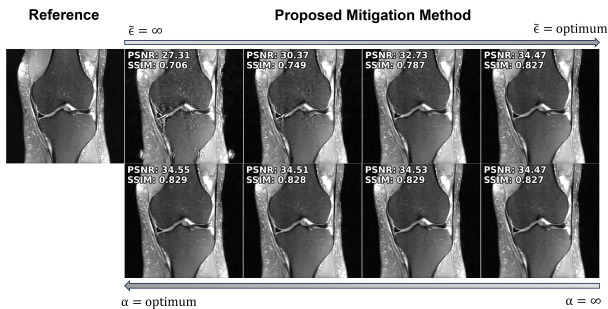 Reference
Proposed Mitigation Method
ε̃ = ∞
ε̃ = optimum
PSNR: 27.31
SSIM: 0.706
PSNR: 30.37
SSIM: 0.749
PSNR: 32.73
SSIM: 0.787
PSNR: 34.47
SSIM: 0.827
PSNR: 34.55
SSIM: 0.829
PSNR: 34.51
SSIM: 0.828
PSNR: 34.53
SSIM: 0.829
PSNR: 34.47
SSIM: 0.827
α = optimum
α = ∞